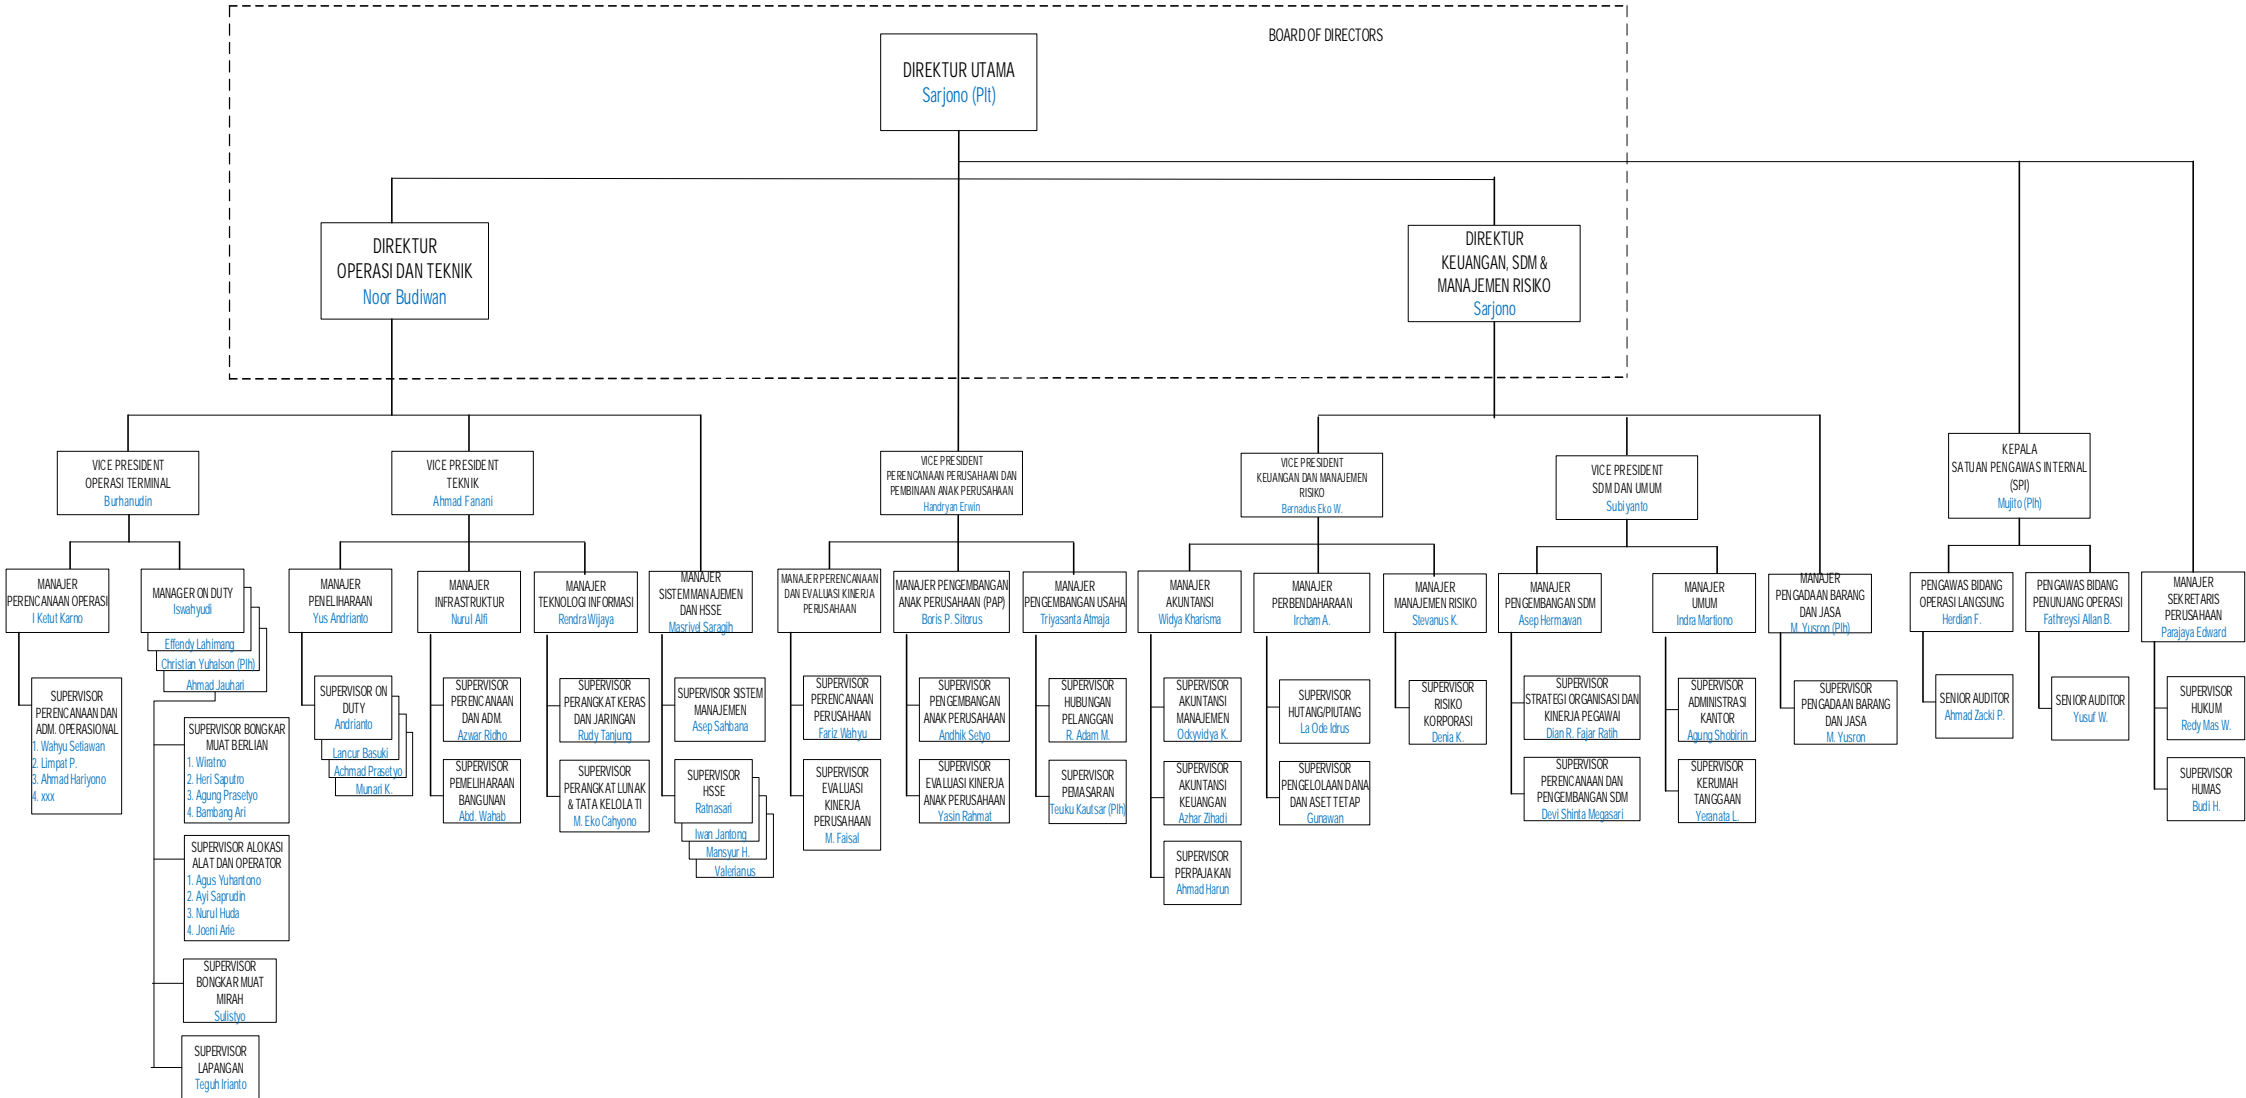 BOARD OF DIRECTORS
DIREKTUR UTAMA
Sarjono (Plt)
DIREKTUR
OPERASI DAN TEKNIK
Noor Budiwan
DIREKTUR
KEUANGAN, SDM &
MANAJEMEN RISIKO
Sarjono
VICE PRESIDENT
OPERASI TERMINAL
Burhanudin
VICE PRESIDENT
TEKNIK
Ahmad Fanani
VICE PRESIDENT
PERENCANAAN PERUSAHAAN DAN
PEMBINAAN ANAK PERUSAHAAN
Handryan Erwin
VICE PRESIDENT
KEUANGAN DAN MANAJEMEN
RISIKO
Bernadus Eko W.
VICE PRESIDENT
SDM DAN UMUM
Subiyanto
KEPALA
SATUAN PENGAWAS INTERNAL
(SPI)
Mujito (Plh)
MANAJER
PERENCANAAN OPERASI
I Ketut Karno
MANAGER ON DUTY
Iswahyudi
Effendy Lahimang
Christian Yuhalson (Plh)
Ahmad Jauhari
MANAJER
PENELIHARAAN
Yus Andrianto
MANAJER
INFRASTRUKTUR
Nurul Alfi
MANAJER
TEKNOLOGI INFORMASI
Rendra Wijaya
MANAJER
SISTEM MANAJEMEN
DAN HSSE
Masrivel Saragih
MANAJER PERENCANAAN
DAN EVALUASI KINERJA
PERUSAHAAN
MANAJER PENGEMBANGAN
ANAK PERUSAHAAN (PAP)
Boris P. Sitorus
MANAJER
PENGEMBANGAN USAHA
Triyasanta Atmaja
MANAJER
AKUNTANSI
Widya Kharisma
MANAJER
PERBENDAHARAAN
Ircham A.
MANAJER
MANAJEMEN RISIKO
Stevanus K.
MANAJER
PENGEMBANGAN SDM
Asep Hermawan
MANAJER
UMUM
Indra Martiono
MANAJER
PENGADAAN BARANG
DAN JASA
M. Yusron (Plh)
PENGAWAS BIDANG
OPERASI LANGSUNG
Herdian F.
PENGAWAS BIDANG
PENUNJANG OPERASI
Fathreysi Allan B.
MANAJER
SEKRETARIS
PERUSAHAAN
Parajaya Edward
SUPERVISOR
PERENCANAAN DAN
ADM. OPERASIONAL
1. Wahyu Setiawan
2. Limpat P.
3. Ahmad Hariyono
4. xxx
SUPERVISOR BONGKAR
MUAT BERLIAN
1. Wiratno
2. Heri Saputro
3. Agung Prasetyo
4. Bambang Ari
SUPERVISOR ALOKASI
ALAT DAN OPERATOR
1. Agus Yuhantono
2. Ayi Saprudin
3. Nurul Huda
4. Joeni Arie
SUPERVISOR
BONGKAR MUAT
MIRAH
Sulistyo
SUPERVISOR
LAPANGAN
Teguh Irianto
SUPERVISOR ON
DUTY
Andrianto
Lancur Basuki
Achmad Prasetyo
Munari K.
SUPERVISOR
PERENCANAAN
DAN ADM.
Azwar Ridho
SUPERVISOR
PEMELIHARAAN
BANGUNAN
Abd. Wahab
SUPERVISOR
PERANGKAT KERAS
DAN JARINGAN
Rudy Tanjung
SUPERVISOR
PERANGKAT LUNAK
& TATA KELOLA TI
M. Eko Cahyono
SUPERVISOR SISTEM
MANAJEMEN
Asep Sahbana
SUPERVISOR
HSSE
Ratnasari
Iwan Jantong
Mansyur H.
Valerianus
SUPERVISOR
PERENCANAAN
PERUSAHAAN
Fariz Wahyu
SUPERVISOR
EVALUASI
KINERJA
PERUSAHAAN
M. Faisal
SUPERVISOR
PENGEMBANGAN
ANAK PERUSAHAAN
Andhik Setyo
SUPERVISOR
EVALUASI KINERJA
ANAK PERUSAHAAN
Yasin Rahmat
SUPERVISOR
HUBUNGAN
PELANGGAN
R. Adam M.
SUPERVISOR
PEMASARAN
Teuku Kautsar (Plh)
SUPERVISOR
AKUNTANSI
MANAJEMEN
Ockyvidya K.
SUPERVISOR
AKUNTANSI
KEUANGAN
Azhar Zihadi
SUPERVISOR
PERPAJAKAN
Ahmad Harun
SUPERVISOR
HUTANG/PIUTANG
La Ode Idrus
SUPERVISOR
PENGELOLAAN DANA
DAN ASET TETAP
Gunawan
SUPERVISOR
RISIKO
KORPORASI
Denia K.
SUPERVISOR
STRATEGI ORGANISASI DAN
KINERJA PEGAWAI
Dian R. Fajar Ratih
SUPERVISOR
PERENCANAAN DAN
PENGEMBANGAN SDM
Devi Shinta Megasari
SUPERVISOR
ADMINISTRASI
KANTOR
Agung Shobirin
SUPERVISOR
KERUMAH
TANGGAAN
Yeranata L.
SUPERVISOR
PENGADAAN BARANG
DAN JASA
M. Yusron
SENIOR AUDITOR
Ahmad Zacki P.
SENIOR AUDITOR
Yusuf W.
SUPERVISOR
HUKUM
Redy Mas W.
SUPERVISOR
HUMAS
Budi H.